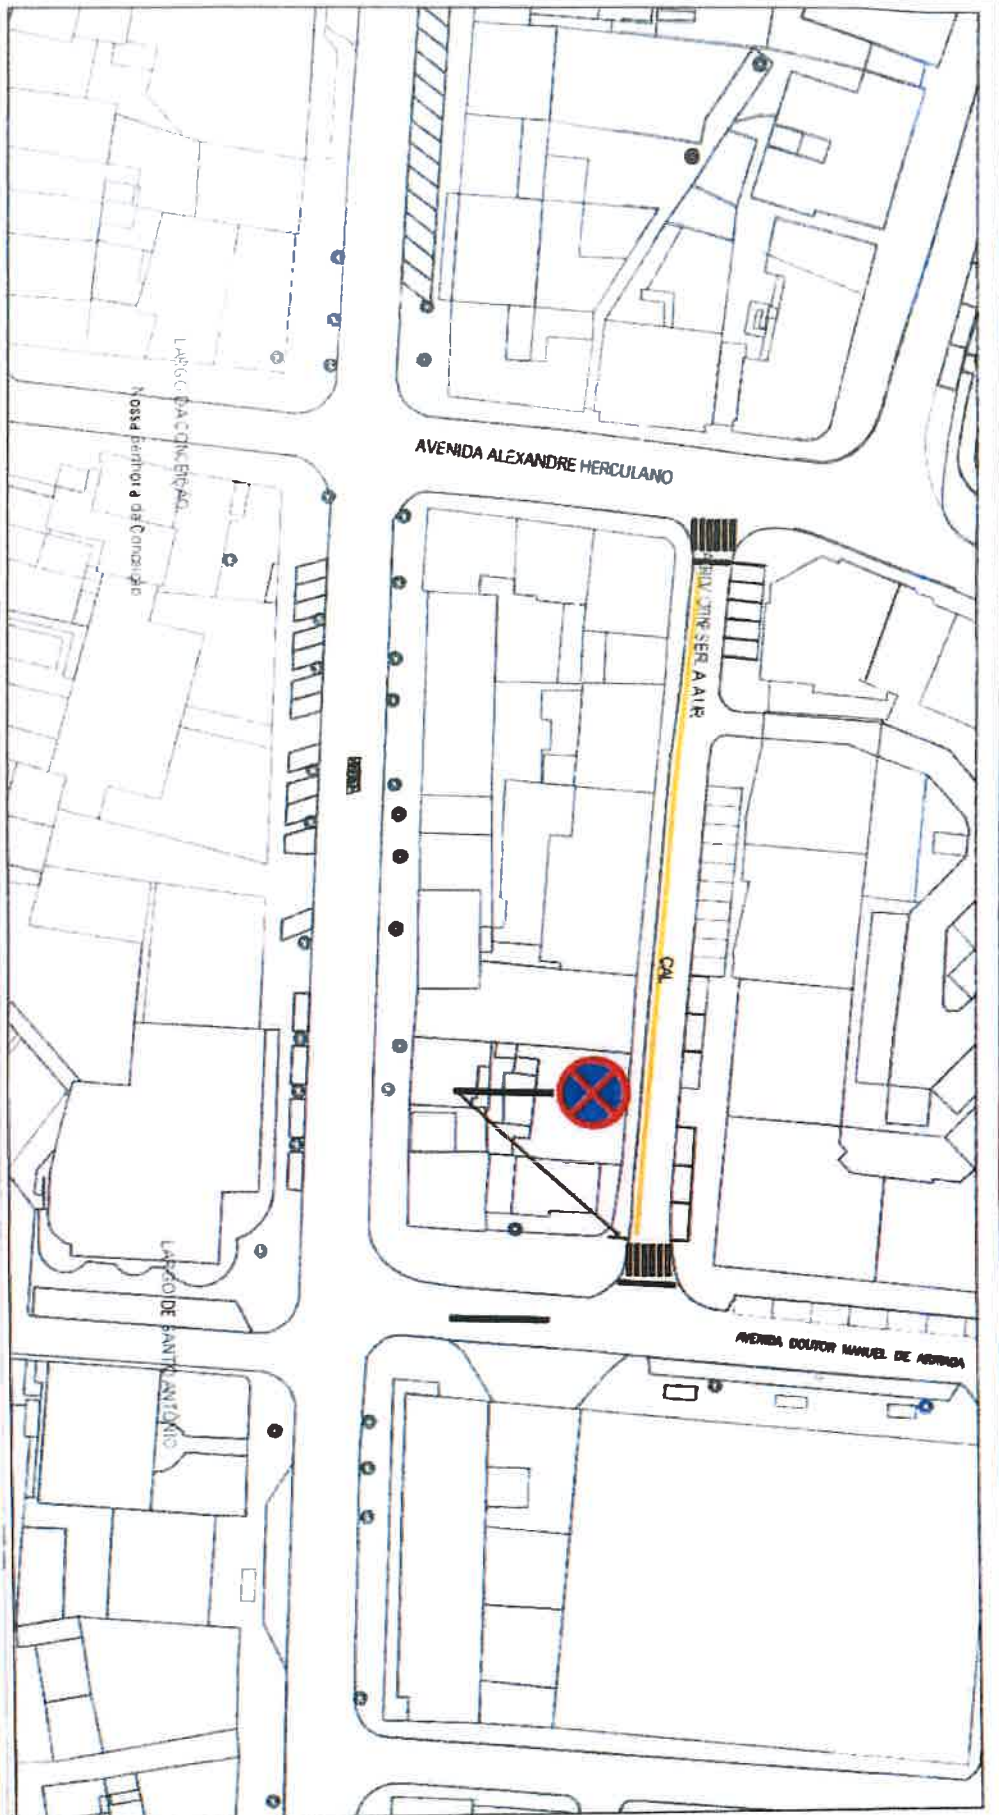 AVENIDA ALEXANDRE HERCULANO
LARGO DA CONCEIÇÃO
Nossa Senhora da Conceição
CAL
LARGO DE SANTO ANTÓNIO
AVENIDA DOUTOR MANUEL DE ARRIAGA